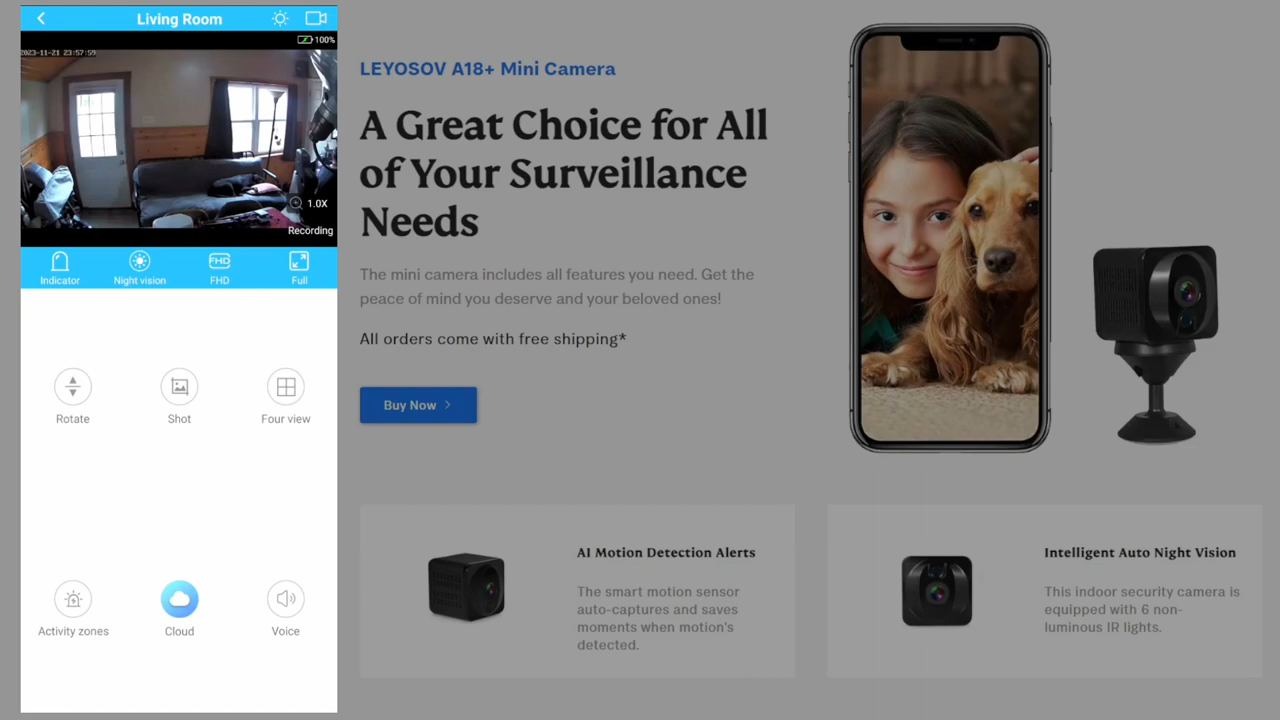 Living Room
100%
2023-11-21 23:57:59
1.0X
Recording
FHD
Indicator
Night vision
FHD
Full
Rotate
Shot
Four view
Activity zones
Cloud
Voice
LEYOSOV A18+ Mini Camera
A Great Choice for All
of Your Surveillance
Needs
The mini camera includes all features you need. Get the
peace of mind you deserve and your beloved ones!
All orders come with free shipping*
Buy Now
AI Motion Detection Alerts
The smart motion sensor
auto-captures and saves
moments when motion's
detected.
Intelligent Auto Night Vision
This indoor security camera is
equipped with 6 non-
luminous IR lights.